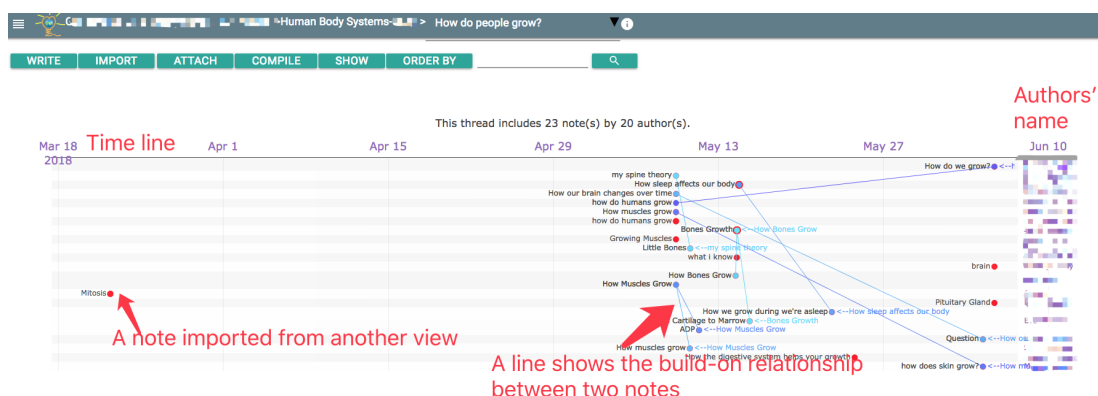 -Human Body Systems- > How do people grow?
WRITE IMPORT ATTACH COMPILE SHOW ORDER BY
Authors'
name
This thread includes 23 note(s) by 20 author(s).
Time line
Mar 18 Apr 1 Apr 15 Apr 29 May 13 May 27 Jun 10
2018
How do we grow? <--h
my spine theory
How sleep affects our body
How our brain changes over time
how do humans grow
How muscles grow
how do humans grow
Bones Growth <--How Bones Grow
Growing Muscles
Little Bones <--my spine theory
what i know
brain
How Bones Grow
How Muscles Grow
Mitosis
Pituitary Gland
How we grow during we're asleep <--How sleep affects our body
Cartilage to Marrow <--Bones Growth
ADP <--How Muscles Grow
A note imported from another view
Question <--How
How muscles grow <--How Muscles Grow
How the digestive system helps your growth
how does skin grow? <--How
A line shows the build-on relationship
between two notes